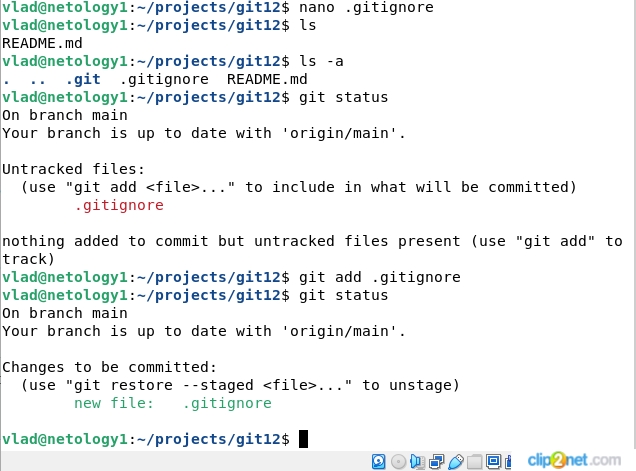 vlad@netology1:~/projects/git12$ nano .gitignore
vlad@netology1:~/projects/git12$ ls
README.md
vlad@netology1:~/projects/git12$ ls -a
.  ..  .git  .gitignore  README.md
vlad@netology1:~/projects/git12$ git status
On branch main
Your branch is up to date with 'origin/main'.

Untracked files:
  (use "git add <file>..." to include in what will be committed)
        .gitignore

nothing added to commit but untracked files present (use "git add" to
track)
vlad@netology1:~/projects/git12$ git add .gitignore
vlad@netology1:~/projects/git12$ git status
On branch main
Your branch is up to date with 'origin/main'.

Changes to be committed:
  (use "git restore --staged <file>..." to unstage)
        new file:   .gitignore

vlad@netology1:~/projects/git12$
clip2net.com